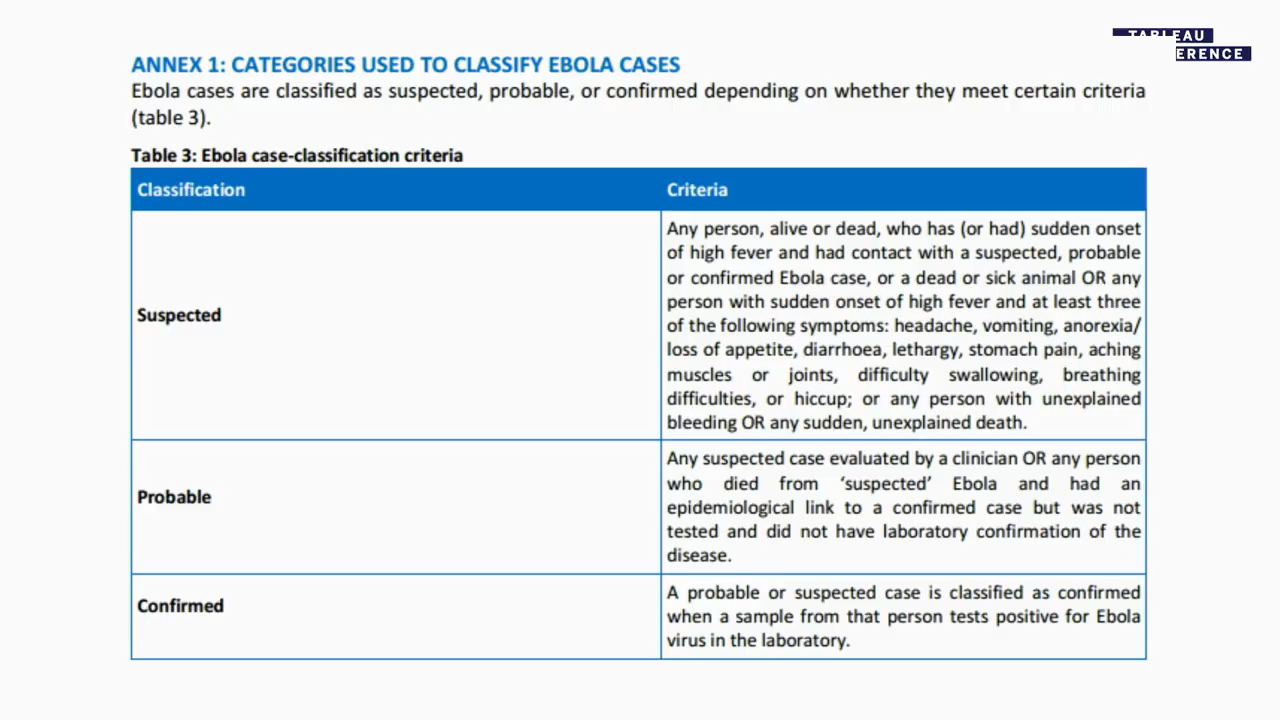 TABLEAU
ERENCE
ANNEX 1: CATEGORIES USED TO CLASSIFY EBOLA CASES
Ebola cases are classified as suspected, probable, or confirmed depending on whether they meet certain criteria
(table 3).
Table 3: Ebola case-classification criteria
Classification
Criteria
Suspected
Any person, alive or dead, who has (or had) sudden onset
of high fever and had contact with a suspected, probable
or confirmed Ebola case, or a dead or sick animal OR any
person with sudden onset of high fever and at least three
of the following symptoms: headache, vomiting, anorexia/
loss of appetite, diarrhoea, lethargy, stomach pain, aching
muscles or joints, difficulty swallowing, breathing
difficulties, or hiccup; or any person with unexplained
bleeding OR any sudden, unexplained death.
Probable
Any suspected case evaluated by a clinician OR any person
who died from ‘suspected’ Ebola and had an
epidemiological link to a confirmed case but was not
tested and did not have laboratory confirmation of the
disease.
Confirmed
A probable or suspected case is classified as confirmed
when a sample from that person tests positive for Ebola
virus in the laboratory.